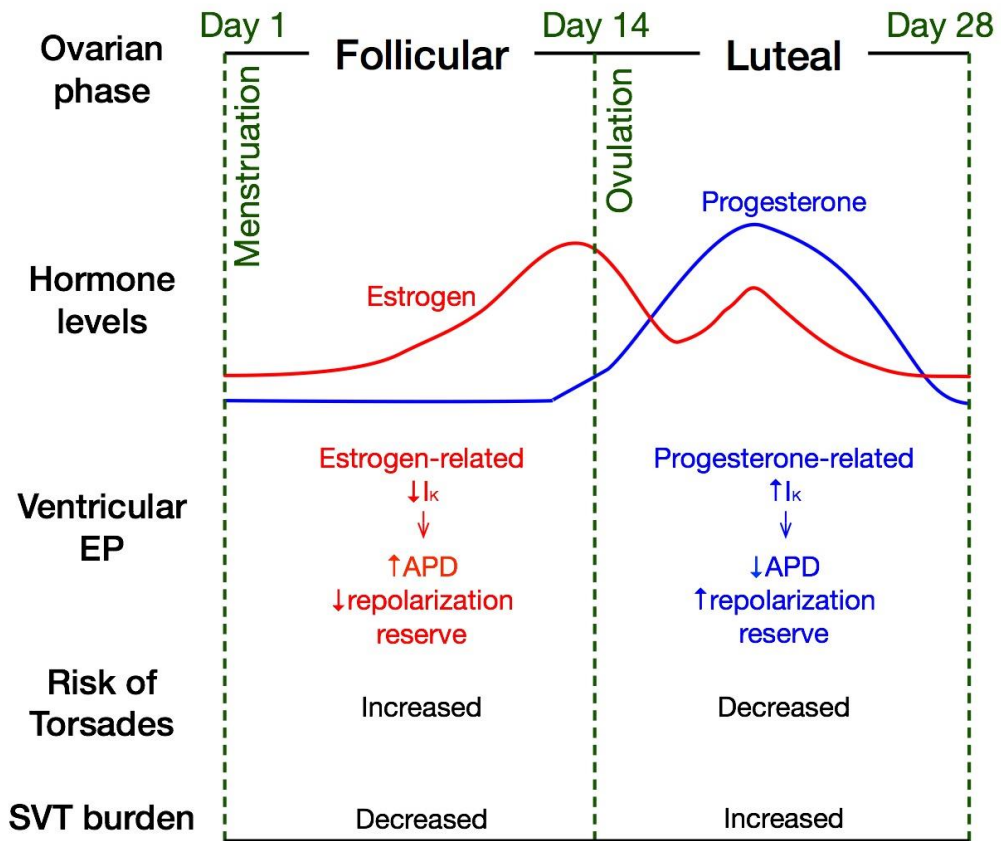 Day 1
Day 14
Day 28
Ovarian
phase
Follicular
Luteal
Menstruation
Ovulation
Progesterone
Hormone
levels
Estrogen
Estrogen-related
↓IK
↓
↑APD
↓repolarization
reserve
Progesterone-related
↑IK
↓
↓APD
↑repolarization
reserve
Ventricular
EP
Risk of
Torsades
Increased
Decreased
SVT burden
Decreased
Increased